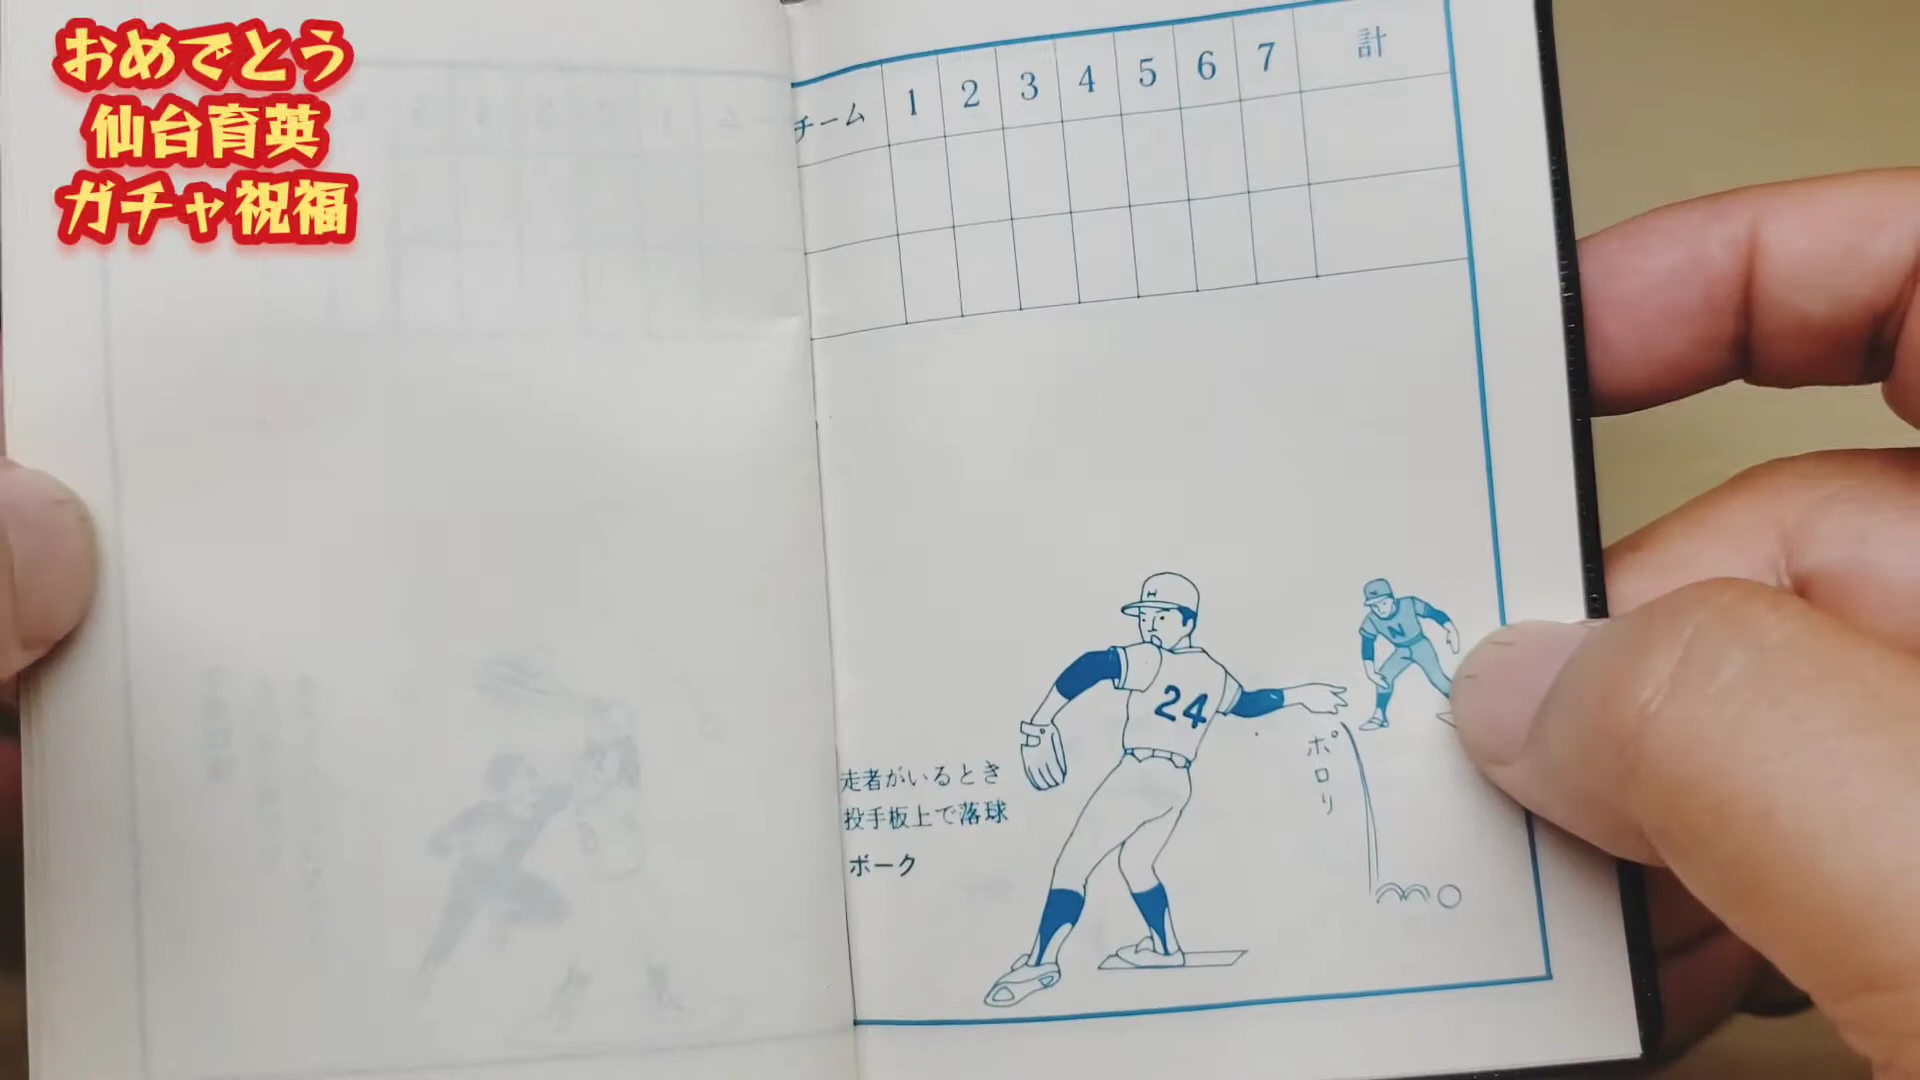 おめでとう
仙台育英
ガチャ祝福
チーム 1 2 3 4 5 6 7 計
24
N
ポロリ
走者がいるとき
投手板上で落球
ボーク